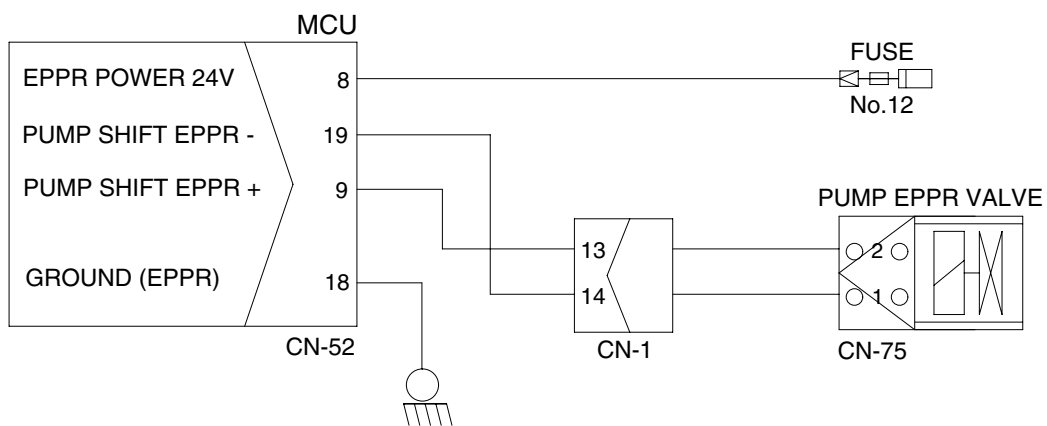 MCU
EPPR POWER 24V
8
FUSE
No.12
PUMP SHIFT EPPR -
19
PUMP SHIFT EPPR +
9
PUMP EPPR VALVE
13
2
GROUND (EPPR)
18
14
1
CN-52
CN-1
CN-75